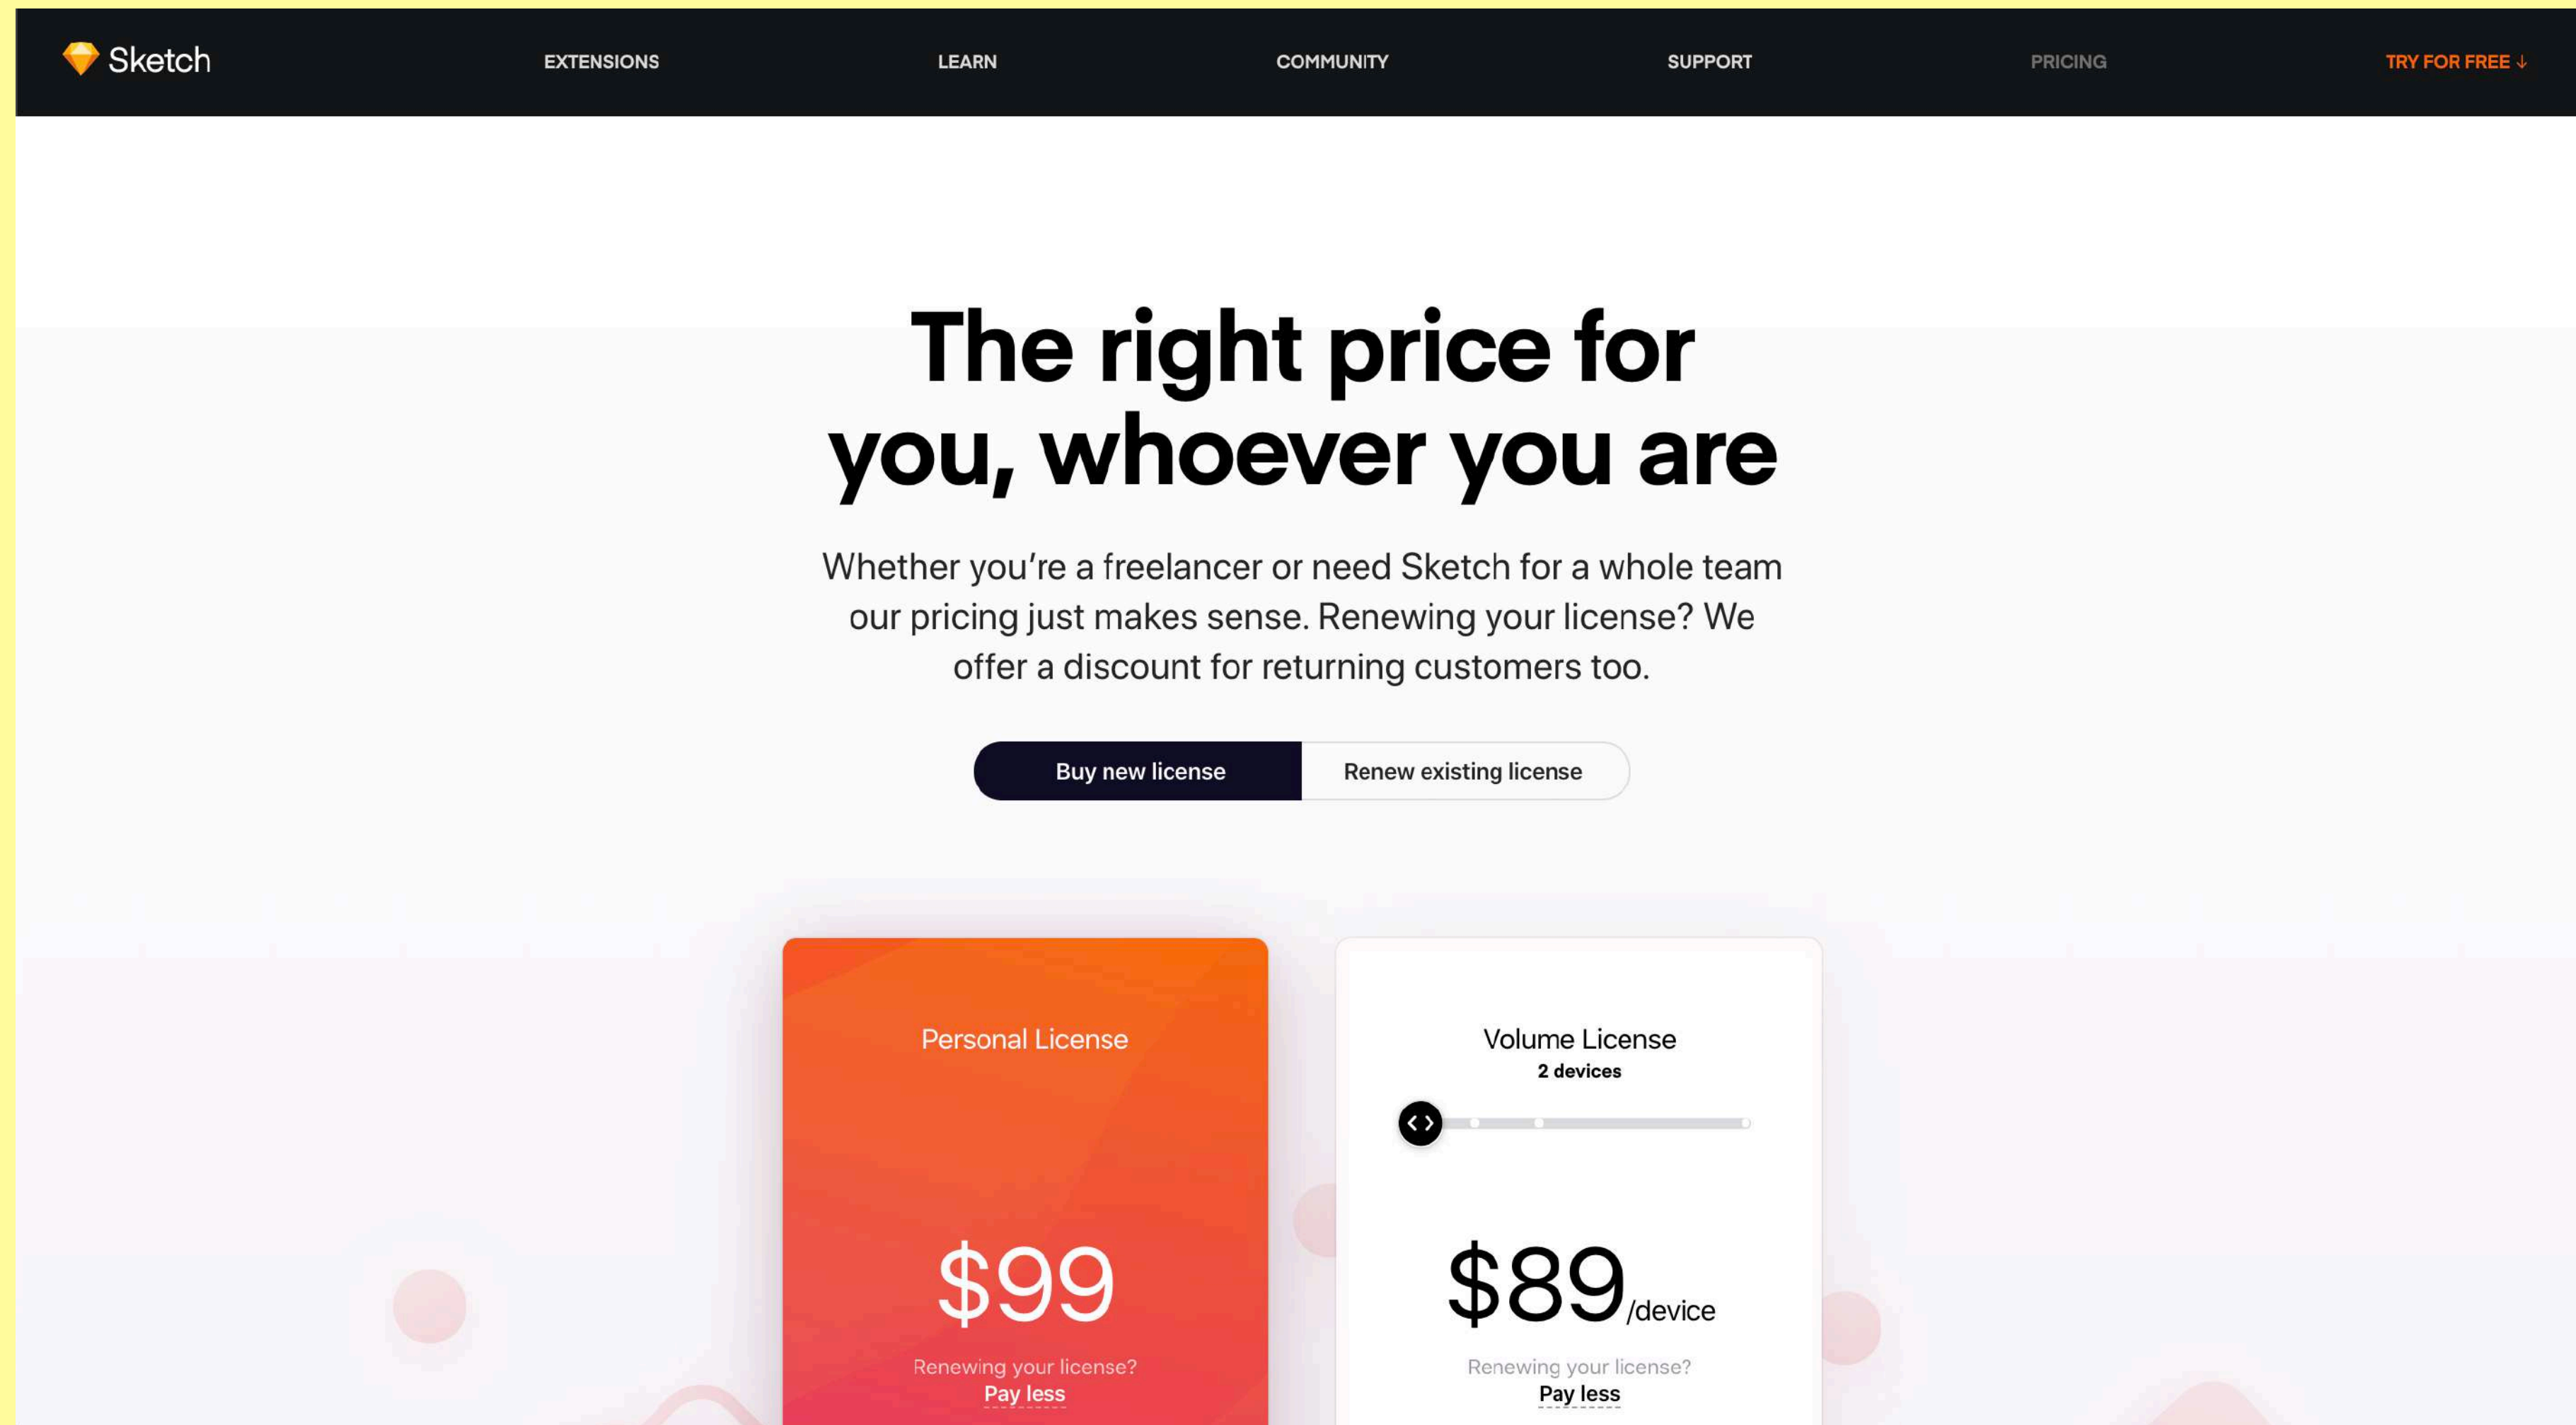 Sketch
EXTENSIONS
LEARN
COMMUNITY
SUPPORT
PRICING
TRY FOR FREE ↓
The right price for
you, whoever you are
Whether you're a freelancer or need Sketch for a whole team
our pricing just makes sense. Renewing your license? We
offer a discount for returning customers too.
Buy new license
Renew existing license
Personal License
$99
Renewing your license?
Pay less
Volume License
2 devices
$89/device
Renewing your license?
Pay less